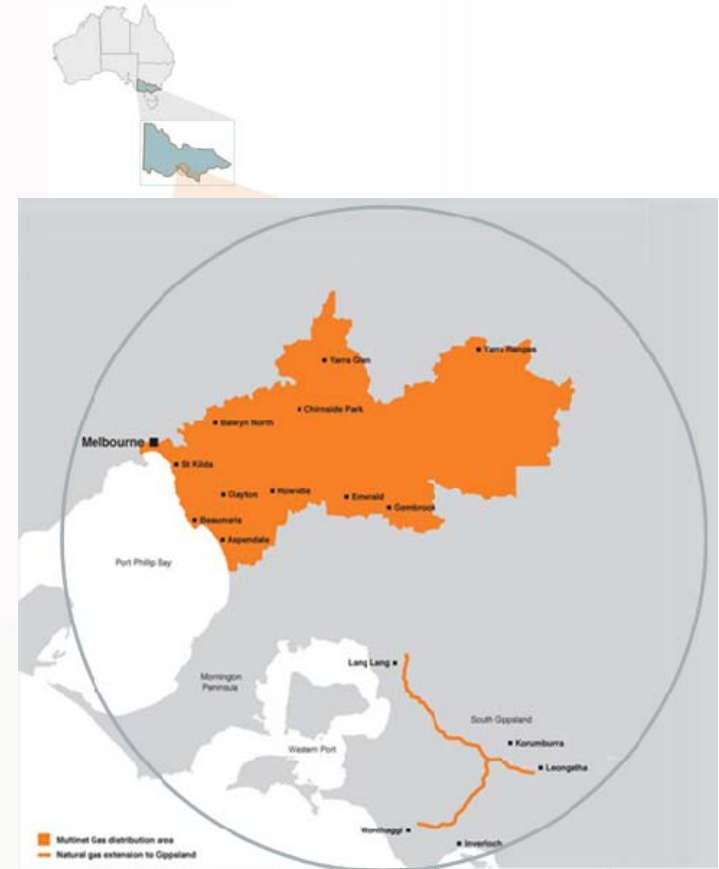 Yarra Glen
Yarra Ranges
Chirnside Park
Balwyn North
Melbourne
St Kilda
Clayton
Rowville
Emerald
Gembrook
Beaumaris
Aspendale
Port Phillip Bay
Lang Lang
Mornington
Peninsula
South Gippsland
Western Port
Korumburra
Leongatha
Wonthaggi
Inverloch
Multinet Gas distribution area
Natural gas extension to Gippsland